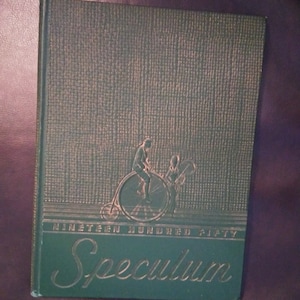 NINETEEN HUNDRED FIFTY
Speculum